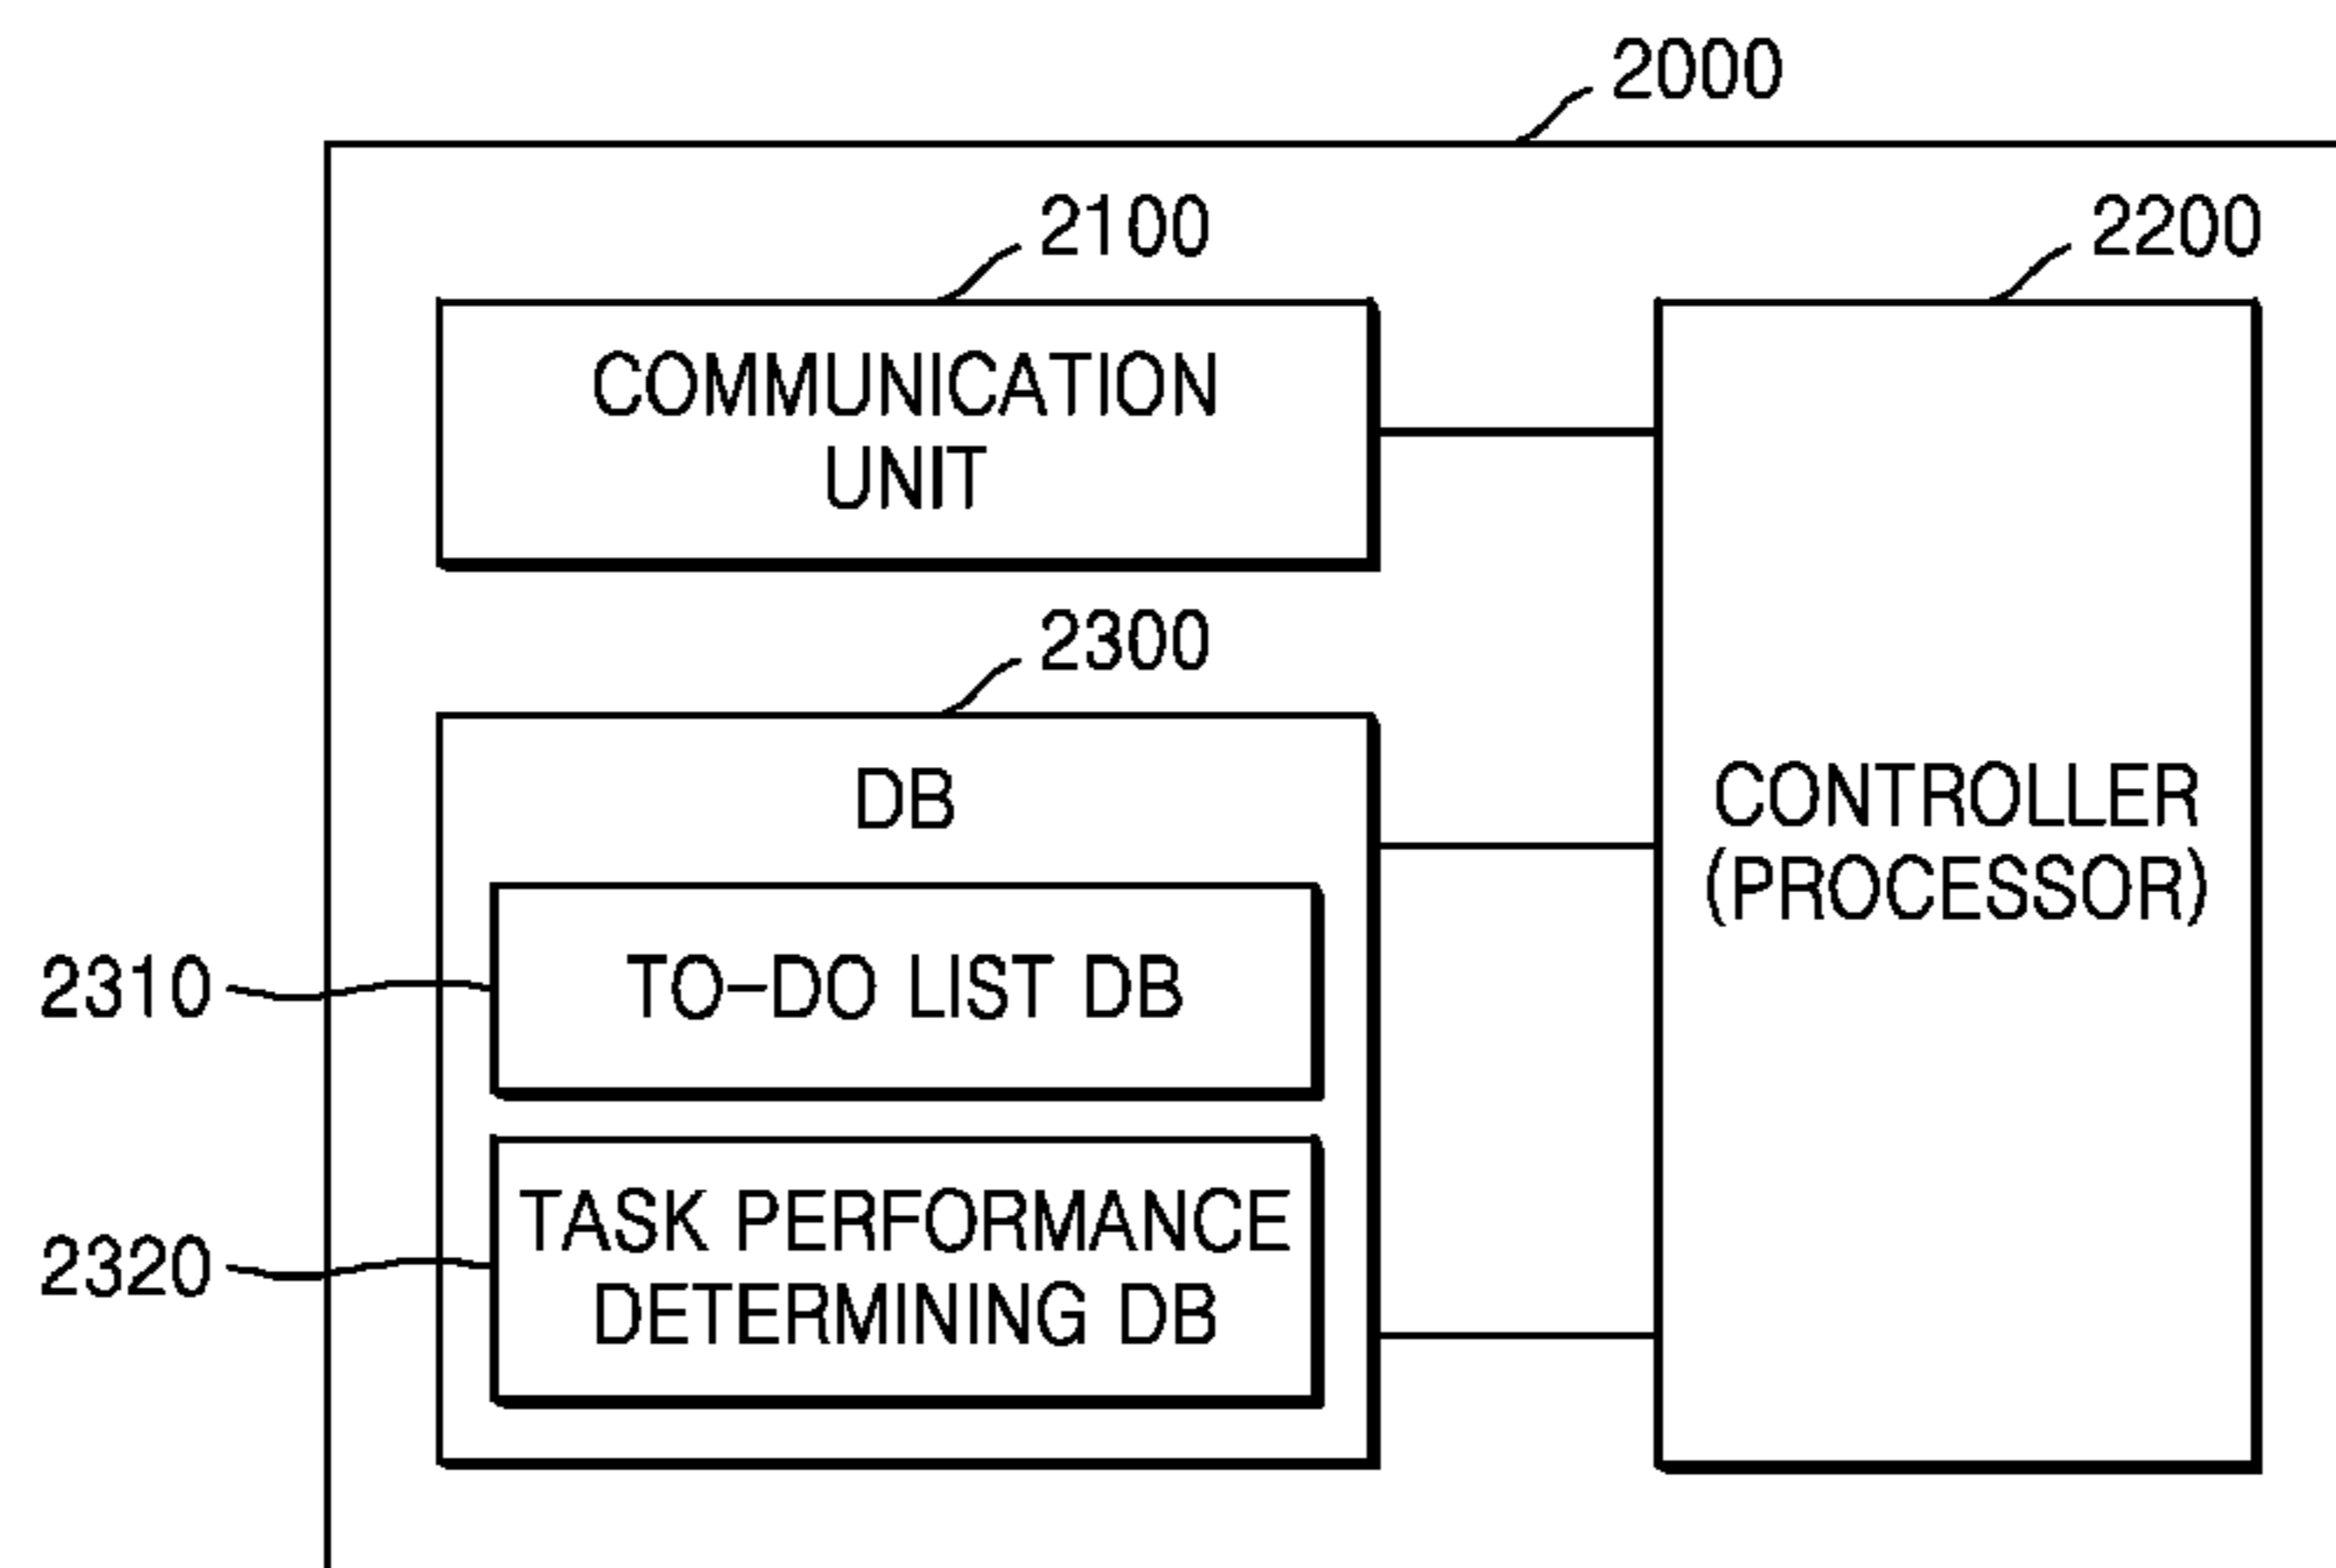 2000
2100
2200
COMMUNICATION
UNIT
2300
DB
CONTROLLER
(PROCESSOR)
2310
TO-DO LIST DB
2320
TASK PERFORMANCE
DETERMINING DB